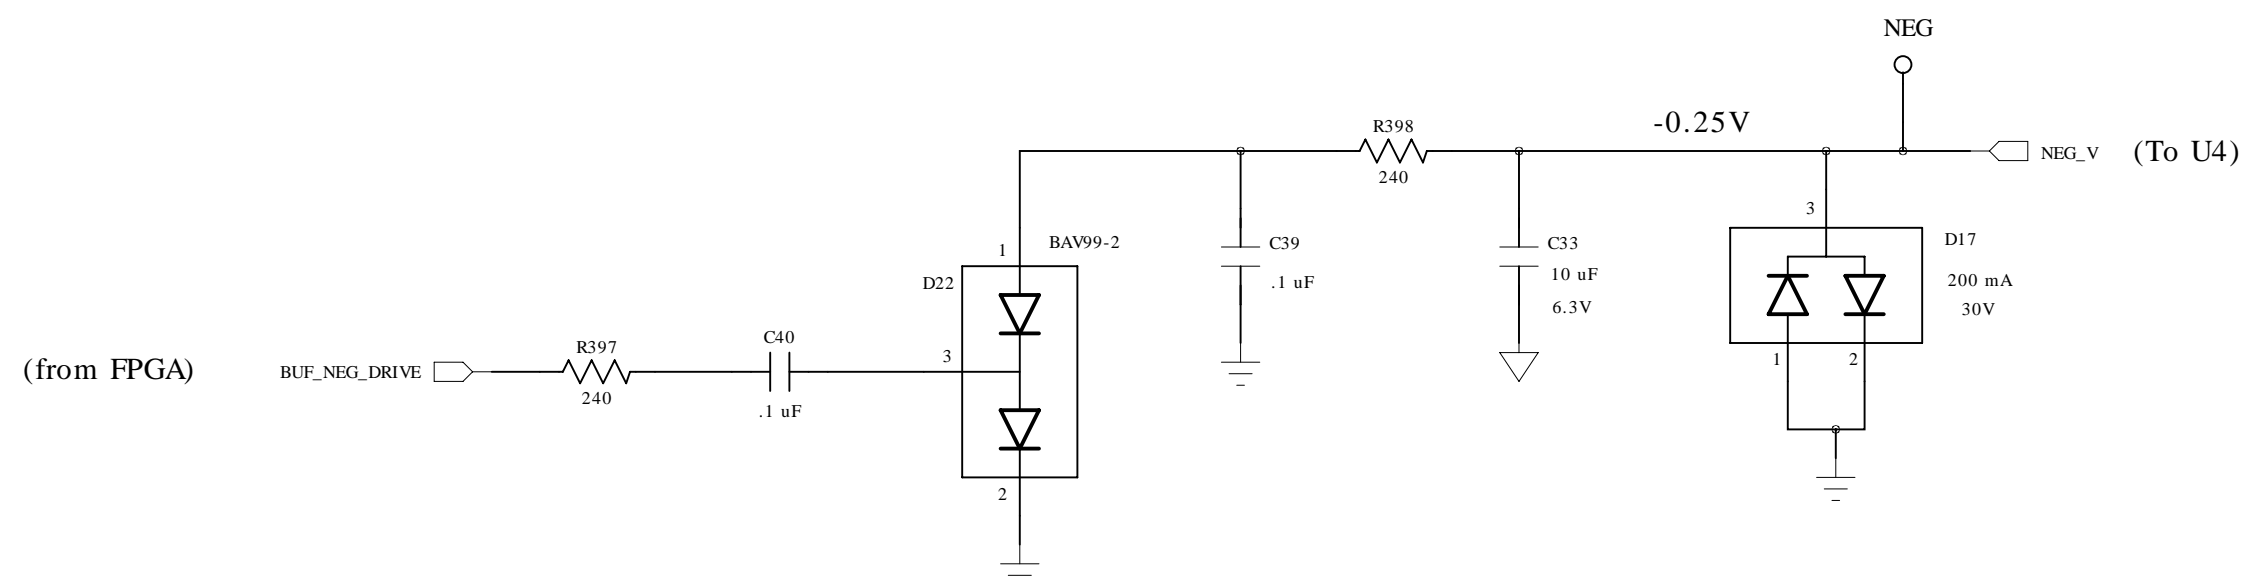 NEG
R398
-0.25V
240
NEG_V (To U4)
3
1 BAV99-2
C39
C33
D17
D22
.1 uF
10 uF
200 mA
6.3V
30V
C40
R397
3
1 2
(from FPGA) BUF_NEG_DRIVE
240
.1 uF
2